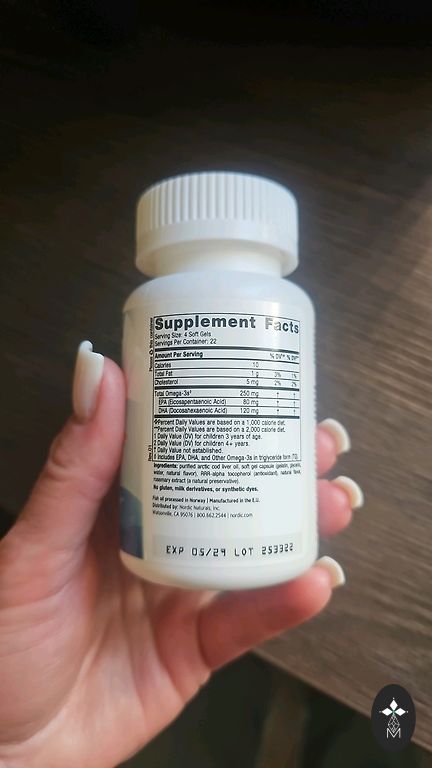 Supplement Facts
Serving Size: 4 Soft Gels
Servings Per Container: 22
Amount Per Serving % DV* % DV**
Calories 10
Total Fat 1 g 3% 1%
Cholesterol 5 mg 2% 2%
Total Omega-3s‡ 250 mg † †
EPA (Eicosapentaenoic Acid) 80 mg † †
DHA (Docosahexaenoic Acid) 120 mg † †
*Percent Daily Values are based on a 1,000 calorie diet.
**Percent Daily Values are based on a 2,000 calorie diet.
Daily Value (DV) for children 3 years of age.
Daily Value (DV) for children 4+ years.
† Daily Value not established.
includes EPA, DHA, and Other Omega-3s in triglyceride form (TG).
Ingredients: purified arctic cod liver oil, soft gel capsule (gelatin, glycerin,
water, natural flavor), RRR-alpha tocopherol (antioxidant), natural flavor,
rosemary extract (a natural preservative).
No gluten, milk derivatives, or synthetic dyes.
Fish oil processed in Norway | Manufactured in the E.U.
Distributed by: Nordic Naturals, Inc.
Watsonville, CA 95076 | 800.662.2544 | nordic.com
EXP 05/29 LOT 253322